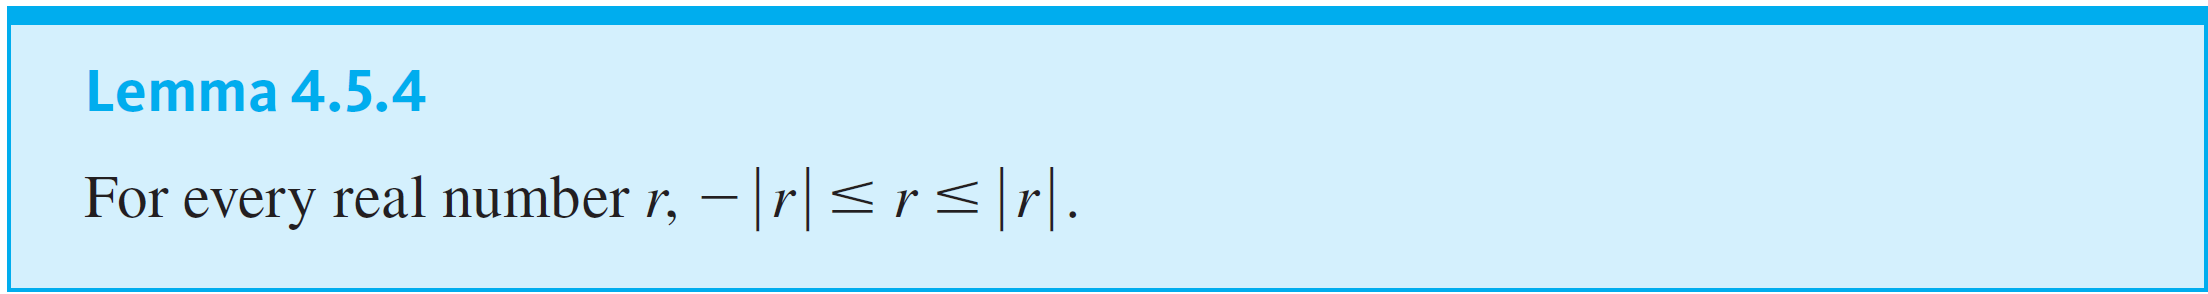 Lemma 4.5.4
For every real number r, −|r| ≤ r ≤ |r|.